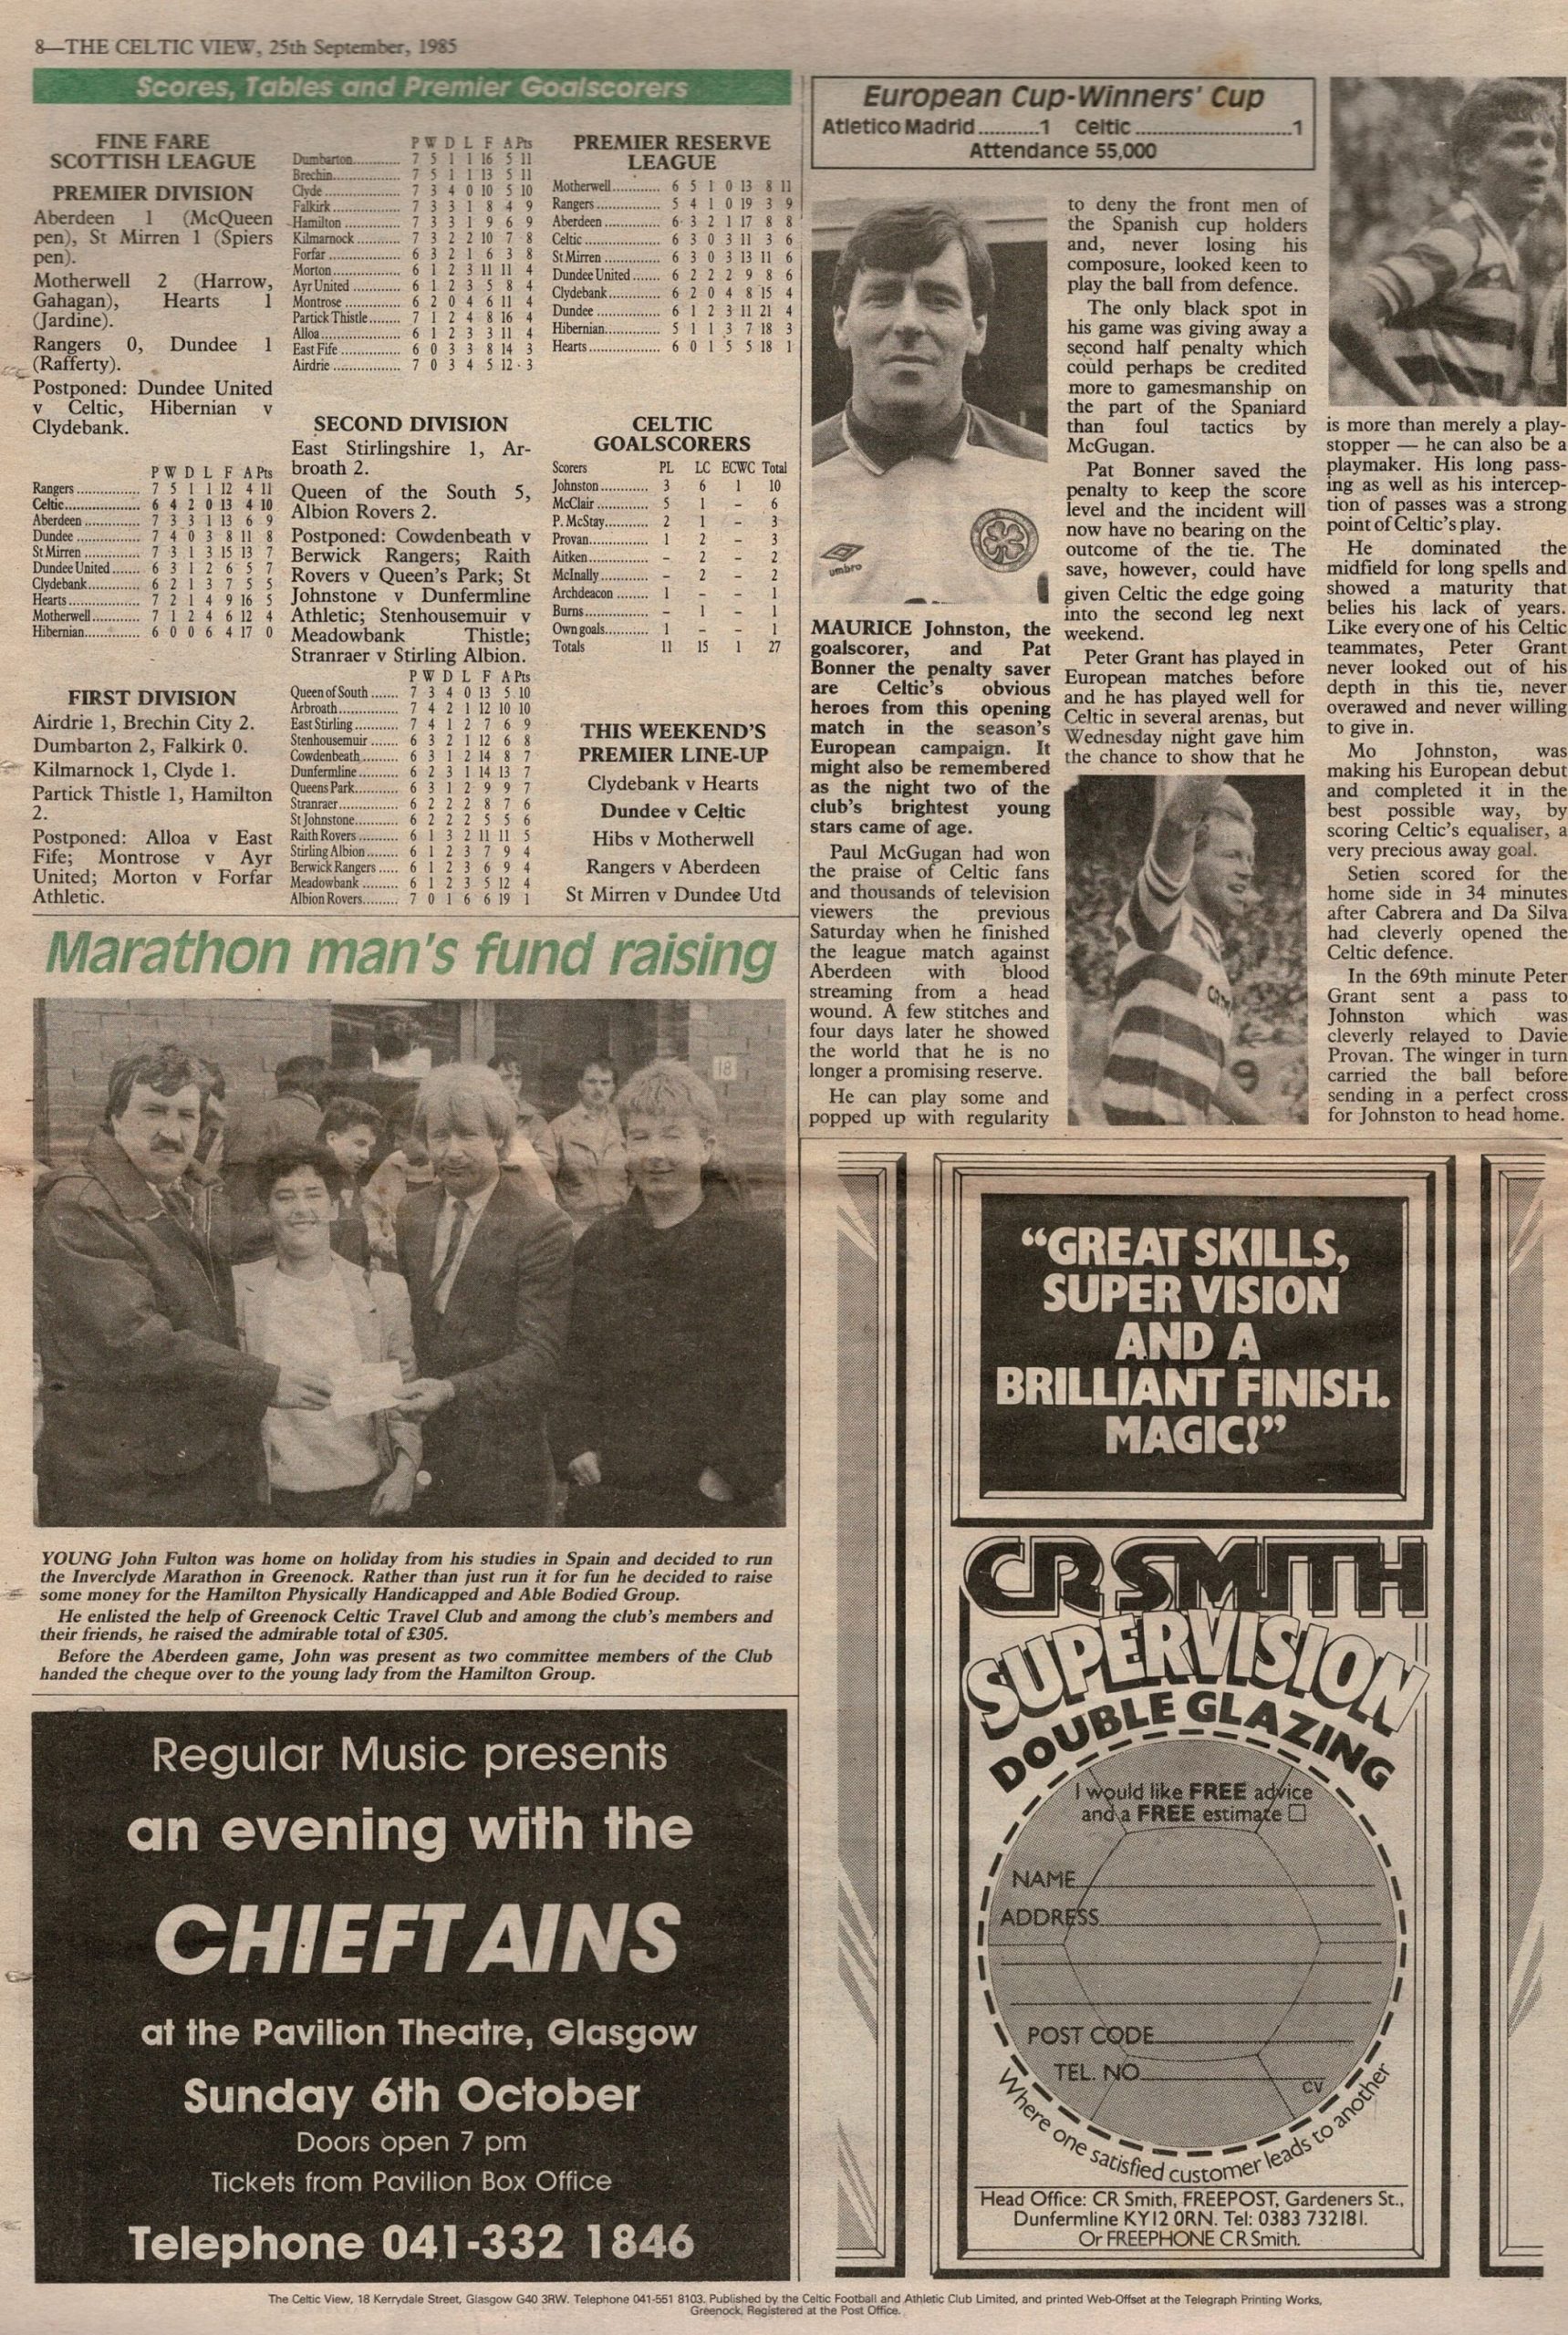 8—THE CELTIC VIEW, 25th September, 1985
Scores, Tables and Premier Goalscorers
FINE FARE
SCOTTISH LEAGUE
PREMIER DIVISION
Aberdeen 1 (McQueen
pen), St Mirren 1 (Spiers
pen).
Motherwell 2 (Harrow,
Gahagan), Hearts 1
(Jardine).
Rangers 0, Dundee 1
(Rafferty).
Postponed: Dundee United
v Celtic, Hibernian v
Clydebank.
P W D L F A Pts
Rangers ................ 7 5 1 1 12 4 11
Celtic................... 6 4 2 0 13 4 10
Aberdeen ............. 7 3 3 1 13 6 9
Dundee ............... 7 4 0 3 8 11 8
St Mirren ............. 7 3 1 3 15 13 7
Dundee United ....... 6 3 1 2 6 5 7
Clydebank............. 6 2 1 3 7 5 5
Hearts.................. 7 2 1 4 9 16 5
Motherwell............ 7 1 2 4 6 12 4
Hibernian.............. 6 0 0 6 4 17 0
FIRST DIVISION
Airdrie 1, Brechin City 2.
Dumbarton 2, Falkirk 0.
Kilmarnock 1, Clyde 1.
Partick Thistle 1, Hamilton
2.
Postponed: Alloa v East
Fife; Montrose v Ayr
United; Morton v Forfar
Athletic.
P W D L F A Pts
Dumbarton............ 7 5 1 1 16 5 11
Brechin................. 7 5 1 1 13 5 11
Clyde ................... 7 3 4 0 10 5 10
Falkirk .................. 7 3 3 1 8 4 9
Hamilton ............... 7 3 3 1 9 6 9
Kilmarnock ........... 7 3 2 2 10 7 8
Forfar ................... 6 3 2 1 6 3 8
Morton.................. 6 1 2 3 11 11 4
Ayr United ............ 6 1 2 3 5 8 4
Montrose .............. 6 2 0 4 6 11 4
Partick Thistle........ 7 1 2 4 8 16 4
Alloa..................... 6 1 2 3 3 11 4
East Fife ............... 6 0 3 3 8 14 3
Airdrie .................. 7 0 3 4 5 12 3
SECOND DIVISION
East Stirlingshire 1, Ar-
broath 2.
Queen of the South 5,
Albion Rovers 2.
Postponed: Cowdenbeath v
Berwick Rangers; Raith
Rovers v Queen's Park; St
Johnstone v Dunfermline
Athletic; Stenhousemuir v
Meadowbank Thistle;
Stranraer v Stirling Albion.
P W D L F A Pts
Queen of South ....... 7 3 4 0 13 5 10
Arbroath............... 7 4 2 1 12 10 10
East Stirling........... 7 4 1 2 7 6 9
Stenhousemuir ....... 6 3 2 1 12 6 8
Cowdenbeath......... 6 3 1 2 14 8 7
Dunfermline........... 6 2 3 1 14 13 7
Queens Park........... 6 3 1 2 9 9 7
Stranraer............... 6 2 2 2 8 7 6
St Johnstone........... 6 2 2 2 5 5 6
Raith Rovers .......... 6 1 3 2 11 11 5
Stirling Albion........ 6 1 2 3 7 9 4
Berwick Rangers ..... 6 1 2 3 6 9 4
Meadowbank ......... 6 1 2 3 5 12 4
Albion Rovers......... 7 0 1 6 6 19 1
PREMIER RESERVE
LEAGUE
Motherwell............ 6 5 1 0 13 8 11
Rangers ................ 5 4 1 0 19 3 9
Aberdeen .............. 6 3 2 1 17 8 8
Celtic ................... 6 3 0 3 11 3 6
St Mirren .............. 6 3 0 3 13 11 6
Dundee United ....... 6 2 2 2 9 8 6
Clydebank............. 6 2 0 4 8 15 4
Dundee ................ 6 1 2 3 11 21 4
Hibernian.............. 5 1 1 3 7 18 3
Hearts.................. 6 0 1 5 5 18 1
CELTIC
GOALSCORERS
Scorers PL LC ECWC Total
Johnston............ 3 6 1 10
McClair............. 5 1 – 6
P. McStay........... 2 1 – 3
Provan.............. 1 2 – 3
Aitken............... – 2 – 2
McInally............ – 2 – 2
Archdeacon ........ 1 – – 1
Burns................ – 1 – 1
Own goals........... 1 – – 1
Totals 11 15 1 27
THIS WEEKEND'S
PREMIER LINE-UP
Clydebank v Hearts
Dundee v Celtic
Hibs v Motherwell
Rangers v Aberdeen
St Mirren v Dundee Utd
Marathon man's fund raising
18
YOUNG John Fulton was home on holiday from his studies in Spain and decided to run
the Inverclyde Marathon in Greenock. Rather than just run it for fun he decided to raise
some money for the Hamilton Physically Handicapped and Able Bodied Group.
He enlisted the help of Greenock Celtic Travel Club and among the club's members and
their friends, he raised the admirable total of £305.
Before the Aberdeen game, John was present as two committee members of the Club
handed the cheque over to the young lady from the Hamilton Group.
Regular Music presents
an evening with the
CHIEFTAINS
at the Pavilion Theatre, Glasgow
Sunday 6th October
Doors open 7 pm
Tickets from Pavilion Box Office
Telephone 041-332 1846
European Cup-Winners' Cup
Atletico Madrid...........1 Celtic............................1
Attendance 55,000
umbro
MAURICE Johnston, the
goalscorer, and Pat
Bonner the penalty saver
are Celtic's obvious
heroes from this opening
match in the season's
European campaign. It
might also be remembered
as the night two of the
club's brightest young
stars came of age.
Paul McGugan had won
the praise of Celtic fans
and thousands of television
viewers the previous
Saturday when he finished
the league match against
Aberdeen with blood
streaming from a head
wound. A few stitches and
four days later he showed
the world that he is no
longer a promising reserve.
He can play some and
popped up with regularity
to deny the front men of
the Spanish cup holders
and, never losing his
composure, looked keen to
play the ball from defence.
The only black spot in
his game was giving away a
second half penalty which
could perhaps be credited
more to gamesmanship on
the part of the Spaniard
than foul tactics by
McGugan.
Pat Bonner saved the
penalty to keep the score
level and the incident will
now have no bearing on the
outcome of the tie. The
save, however, could have
given Celtic the edge going
into the second leg next
weekend.
Peter Grant has played in
European matches before
and he has played well for
Celtic in several arenas, but
Wednesday night gave him
the chance to show that he
9
is more than merely a play-
stopper — he can also be a
playmaker. His long pass-
ing as well as his intercep-
tion of passes was a strong
point of Celtic's play.
He dominated the
midfield for long spells and
showed a maturity that
belies his lack of years.
Like every one of his Celtic
teammates, Peter Grant
never looked out of his
depth in this tie, never
overawed and never willing
to give in.
Mo Johnston, was
making his European debut
and completed it in the
best possible way, by
scoring Celtic's equaliser, a
very precious away goal.
Setien scored for the
home side in 34 minutes
after Cabrera and Da Silva
had cleverly opened the
Celtic defence.
In the 69th minute Peter
Grant sent a pass to
Johnston which was
cleverly relayed to Davie
Provan. The winger in turn
carried the ball before
sending in a perfect cross
for Johnston to head home.
“GREAT SKILLS,
SUPER VISION
AND A
BRILLIANT FINISH.
MAGIC!”
CR SMITH
SUPERVISION
DOUBLE GLAZING
I would like FREE advice
and a FREE estimate
NAME
ADDRESS
POST CODE
TEL. NO.
CV
Where one satisfied customer leads to another
Head Office: CR Smith, FREEPOST, Gardeners St.,
Dunfermline KY12 0RN. Tel: 0383 732181.
Or FREEPHONE CR Smith.
The Celtic View, 18 Kerrydale Street, Glasgow G40 3RW. Telephone 041-551 8103. Published by the Celtic Football and Athletic Club Limited, and printed Web-Offset at the Telegraph Printing Works,
Greenock, Registered at the Post Office.